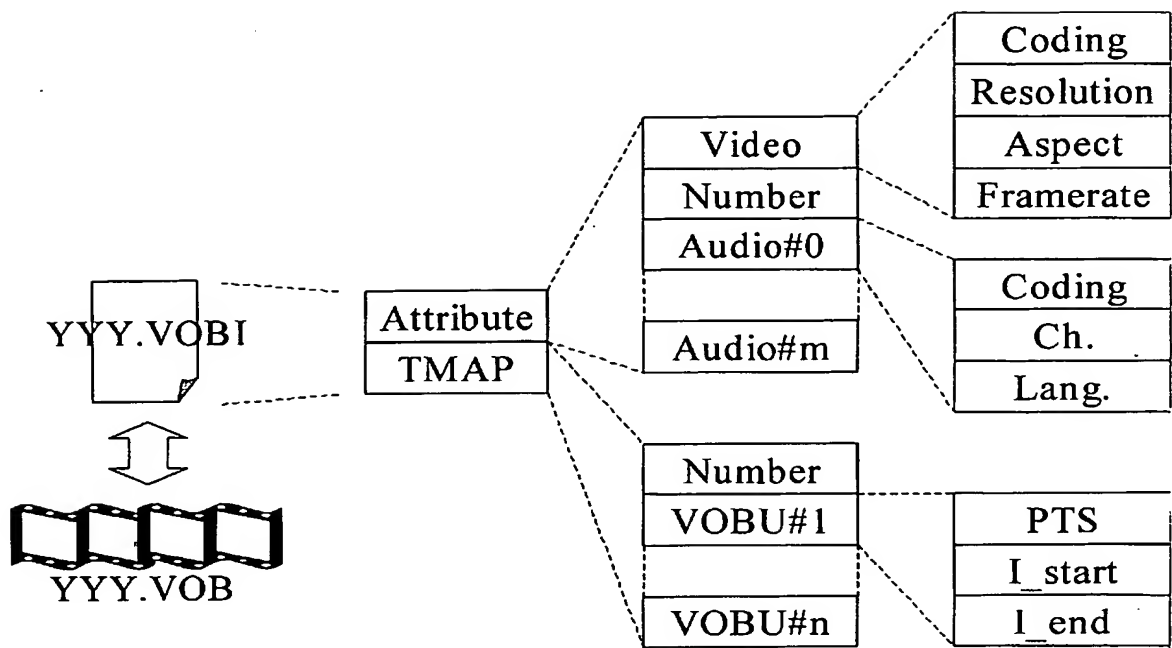 YYY.VOBI
YYY.VOB
Attribute
TMAP
Video
Number
Audio#0
Audio#m
Number
VOBU#1
VOBU#n
Coding
Resolution
Aspect
Framerate
Coding
Ch.
Lang.
PTS
I_start
I_end